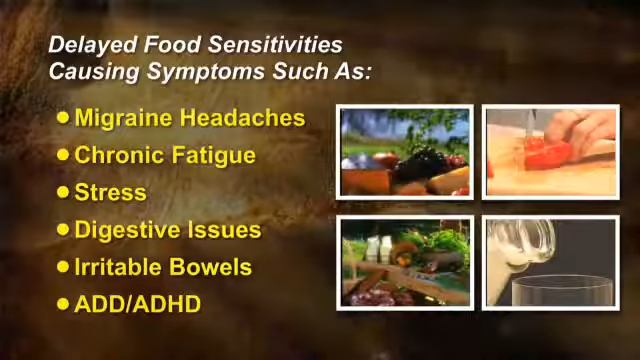 Delayed Food Sensitivities
Causing Symptoms Such As:
Migraine Headaches
Chronic Fatigue
Stress
Digestive Issues
Irritable Bowels
ADD/ADHD